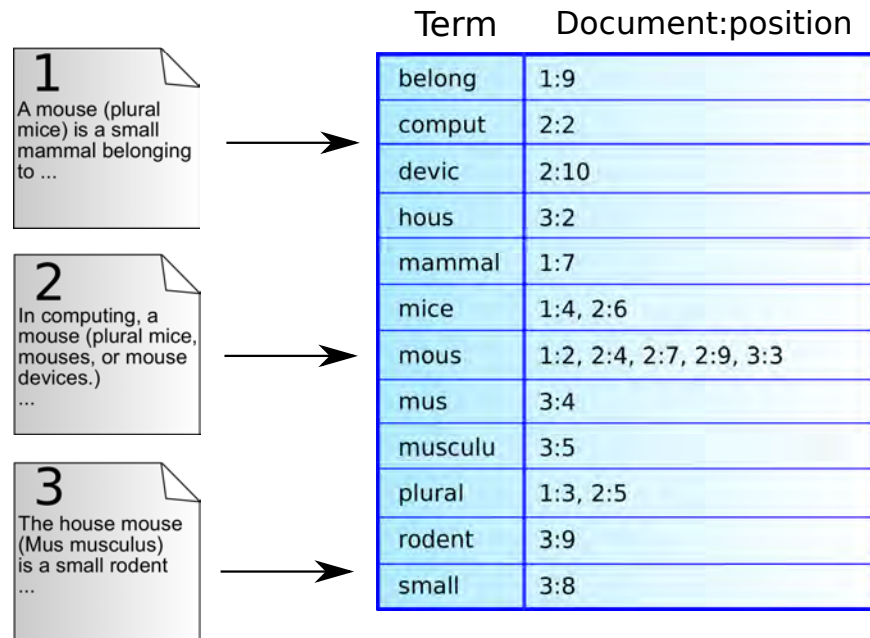 Term Document:position
1
A mouse (plural
mice) is a small
mammal belonging
to ...
2
In computing, a
mouse (plural mice,
mouses, or mouse
devices.)
...
3
The house mouse
(Mus musculus)
is a small rodent
...
belong 1:9
comput 2:2
devic 2:10
hous 3:2
mammal 1:7
mice 1:4, 2:6
mous 1:2, 2:4, 2:7, 2:9, 3:3
mus 3:4
musculu 3:5
plural 1:3, 2:5
rodent 3:9
small 3:8